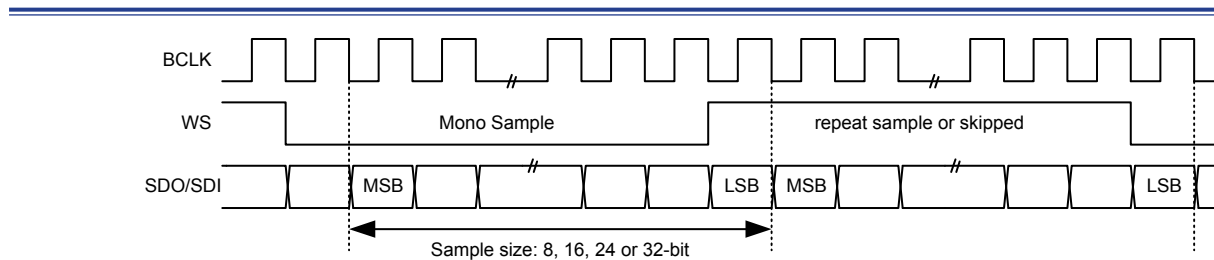 BCLK
WS
Mono Sample
repeat sample or skipped
SDO/SDI
MSB
LSB
MSB
LSB
Sample size: 8, 16, 24 or 32-bit